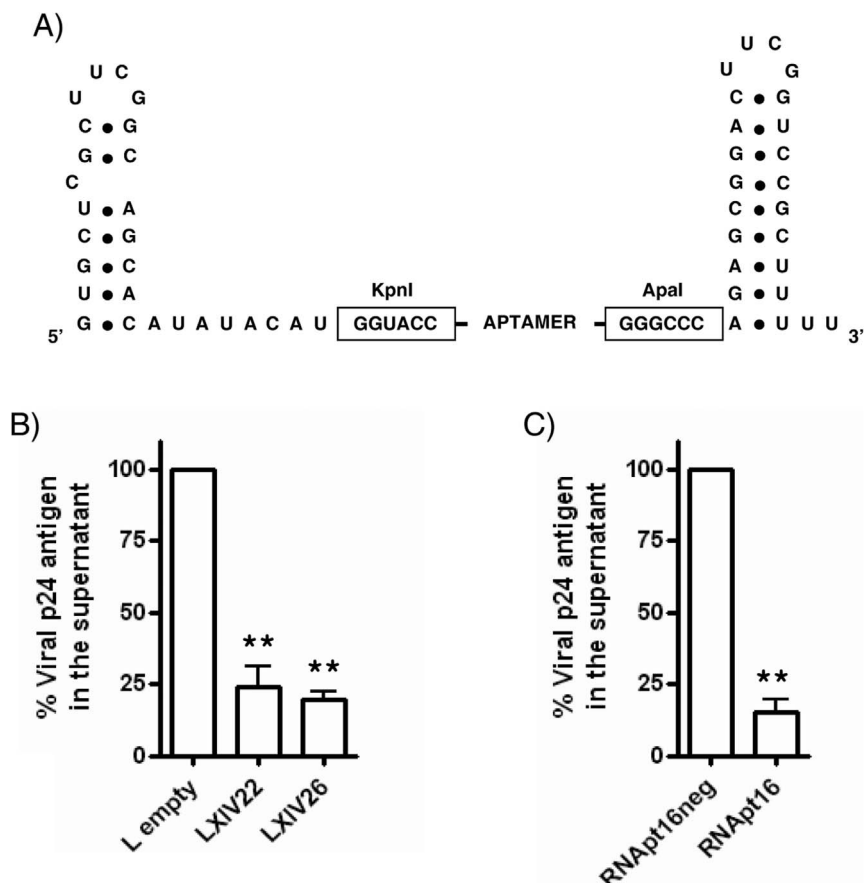 A)
U C
U C U G
U G C • G
C • G A • U
G • C G • C
C G • C
U • A C • G
C • G G • C
G • C A • U
KpnI ApaI
U • A G • U
5' G • C A U A U A C A U GGUACC APTAMER GGGCCC A • U U U 3'
B)
% Viral p24 antigen
in the supernatant
100
75
50
25
0
**
**
L empty
LXIV22
LXIV26
C)
% Viral p24 antigen
in the supernatant
100
75
50
25
0
**
RNApt16neg
RNApt16